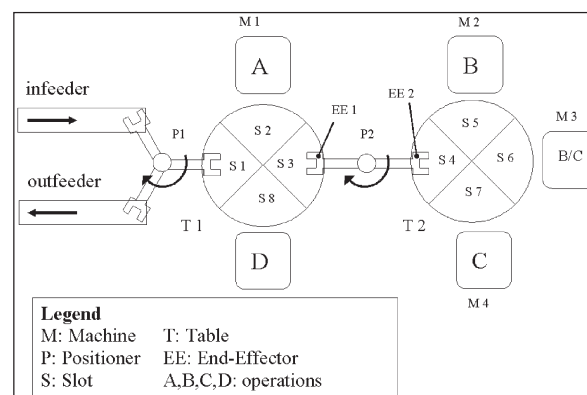 M 1
M 2
A
B
infeeder
EE 1
EE 2
S 5
M 3
P1
S 2
P2
B/C
S 1
S 3
S 4
S 6
outfeeder
S 8
S 7
T 1
T 2
D
C
M 4
Legend
M: Machine T: Table
P: Positioner EE: End-Effector
S: Slot A,B,C,D: operations